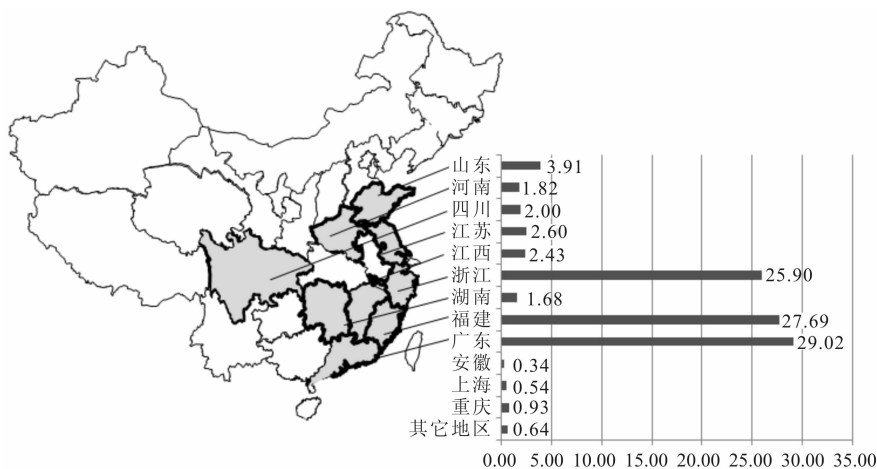 山东 3.91
河南 1.82
四川 2.00
江苏 2.60
江西 2.43
浙江 25.90
湖南 1.68
福建 27.69
广东 29.02
安徽 0.34
上海 0.54
重庆 0.93
其它地区 0.64
0.00 5.00 10.00 15.00 20.00 25.00 30.00 35.00